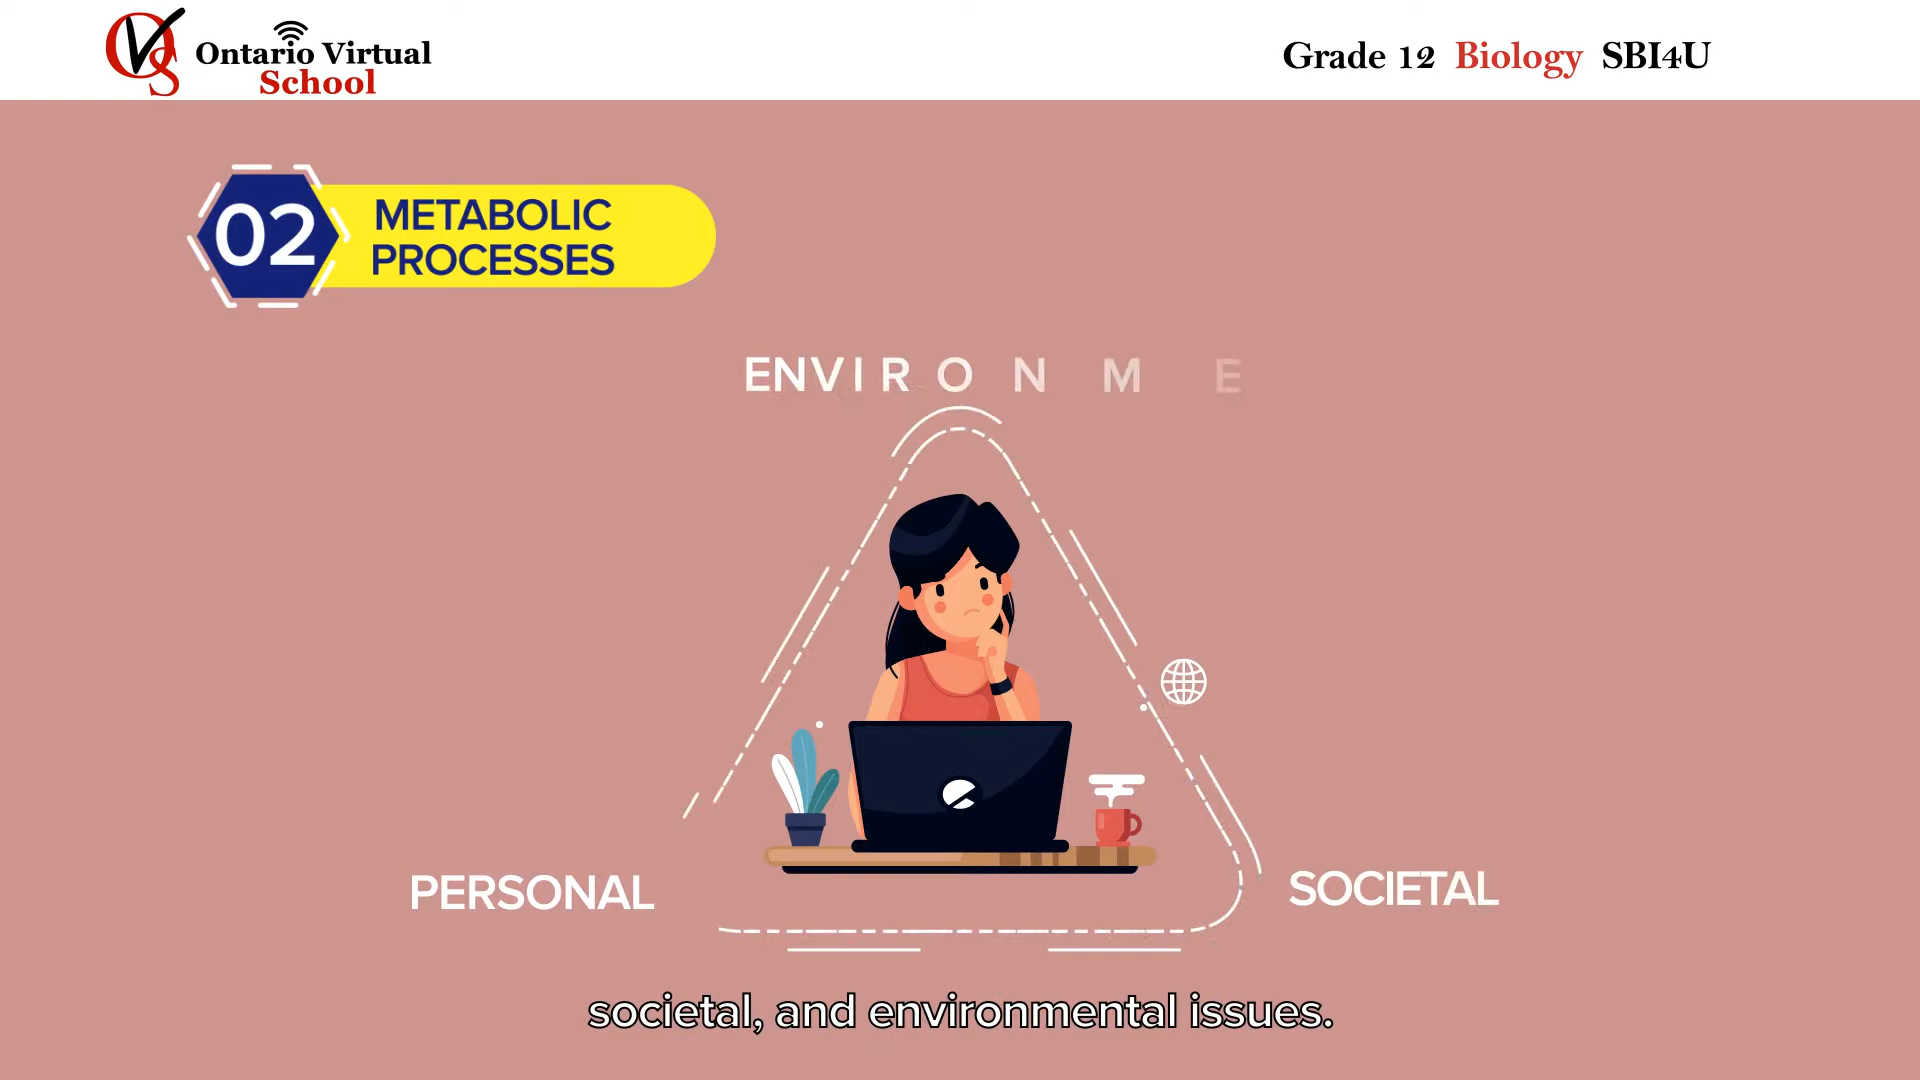 Ontario Virtual
School
Grade 12 Biology SBI4U
02
METABOLIC
PROCESSES
ENVIRONME
PERSONAL
SOCIETAL
societal, and environmental issues.